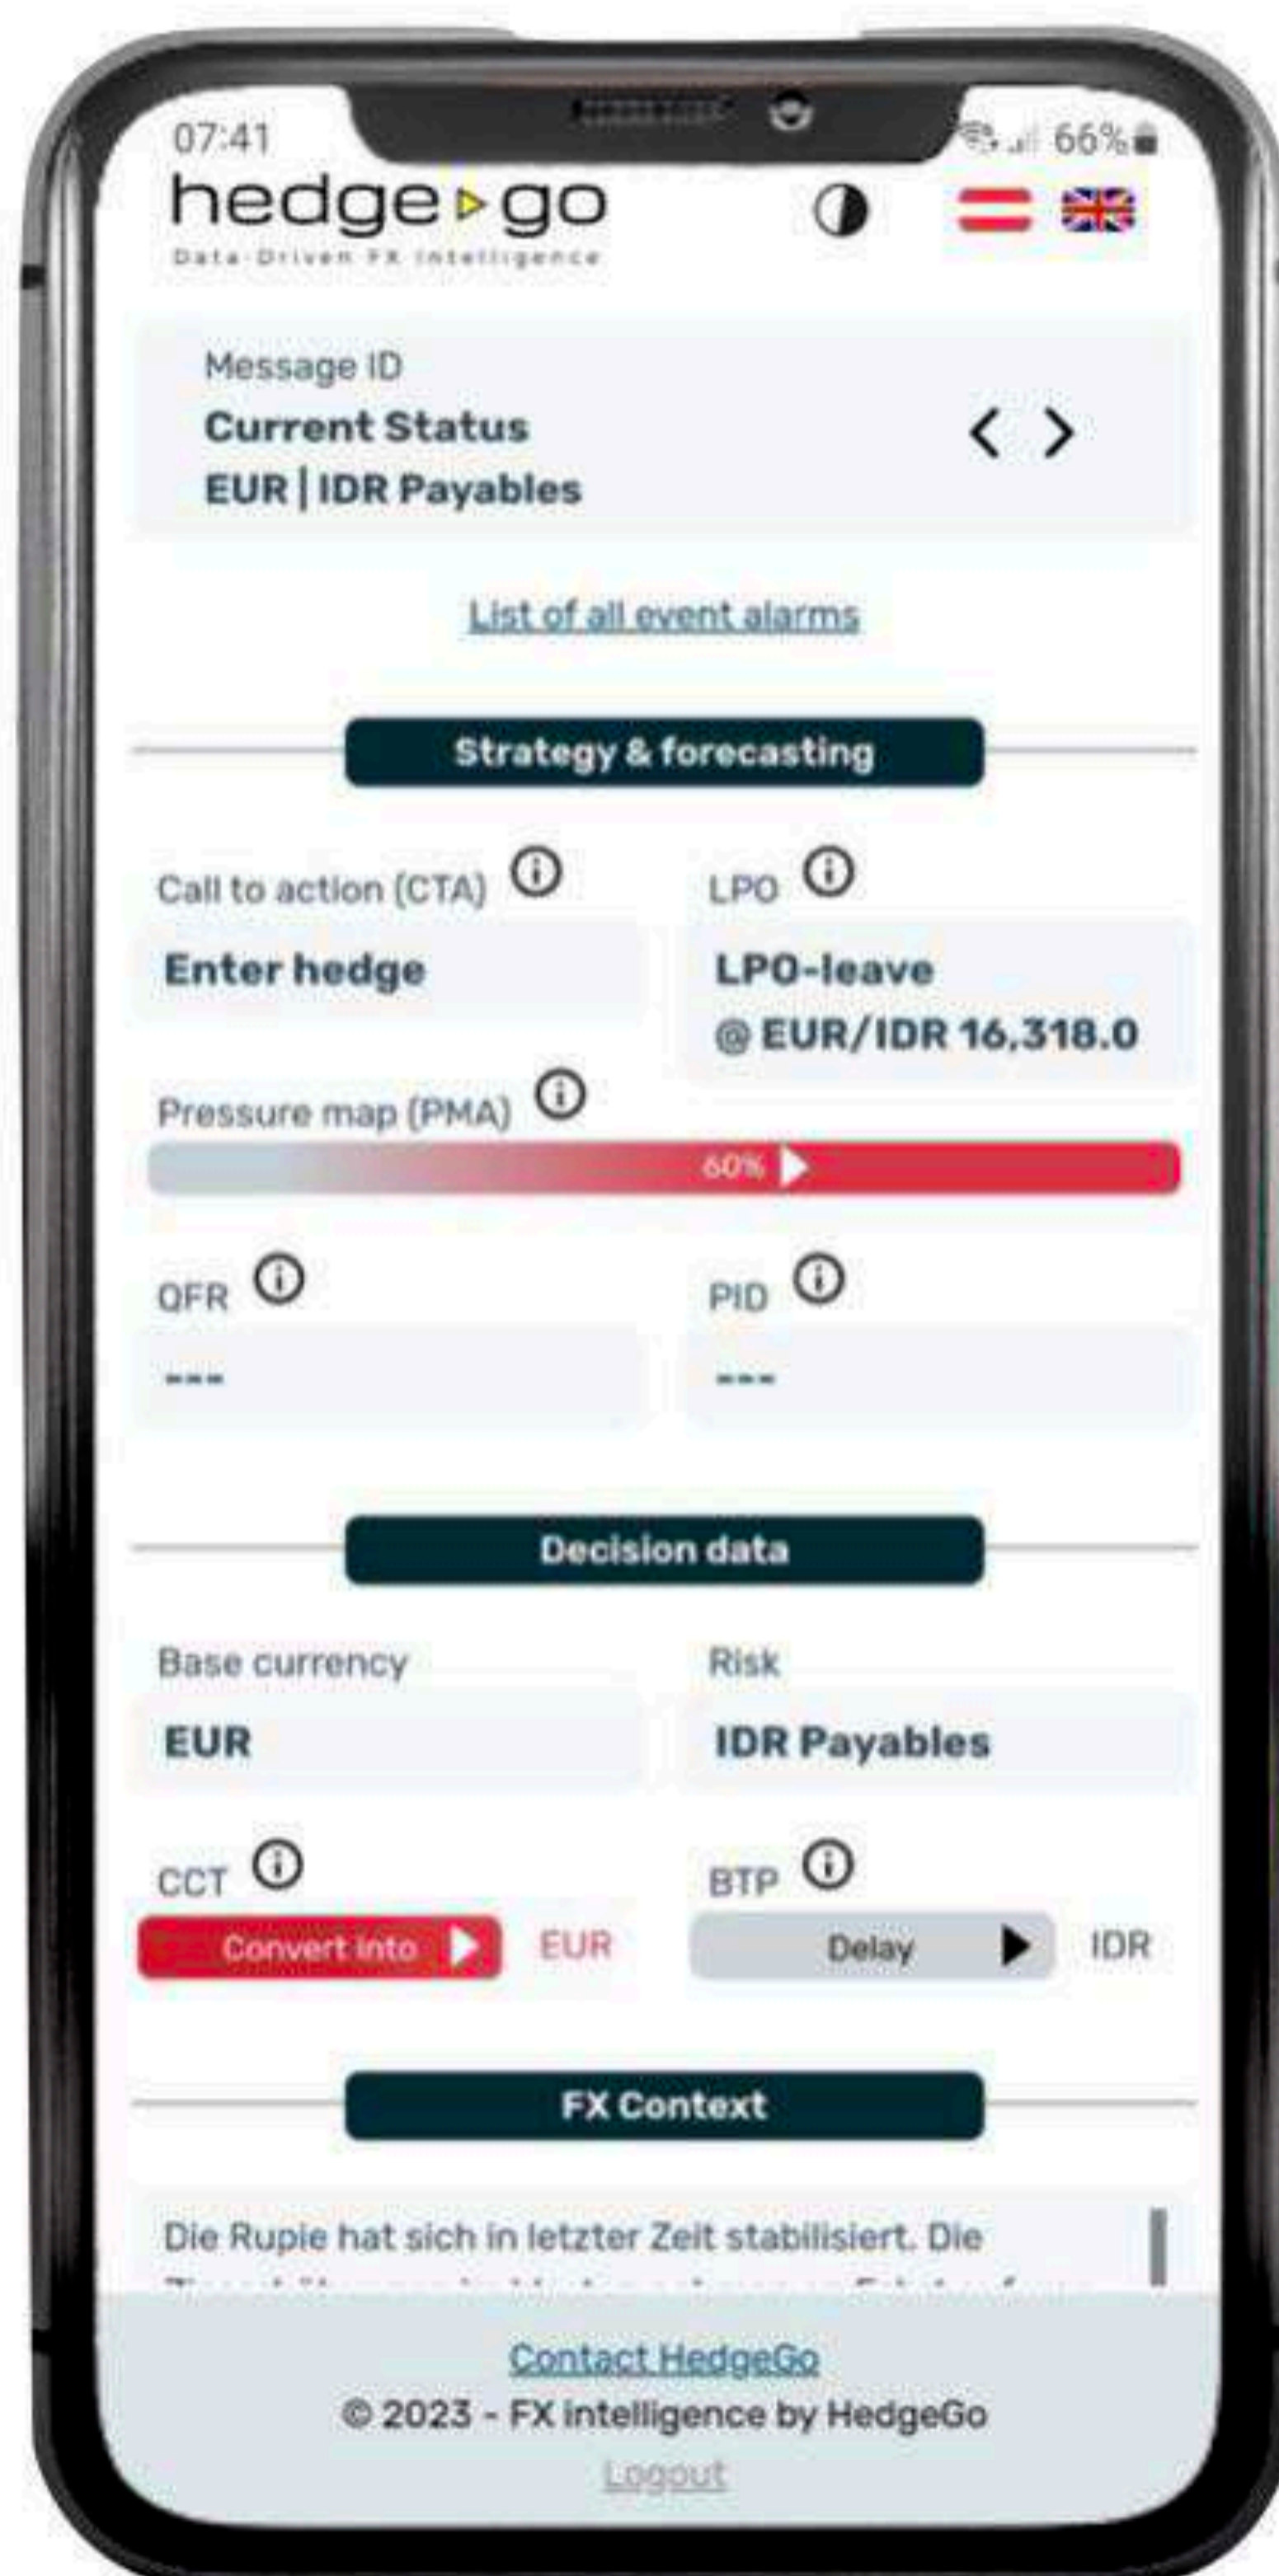 07:41
66%
hedge go
Data-Driven FX Intelligence
Message ID
Current Status
EUR | IDR Payables
List of all event alarms
Strategy & forecasting
Call to action (CTA)
LPO
Enter hedge
LPO-leave
@ EUR/IDR 16,318.0
Pressure map (PMA)
60%
QFR
PID
---
---
Decision data
Base currency
Risk
EUR
IDR Payables
CCT
BTP
Convert into
EUR
Delay
IDR
FX Context
Die Rupie hat sich in letzter Zeit stabilisiert. Die
Contact HedgeGo
© 2023 - FX intelligence by HedgeGo
Logout